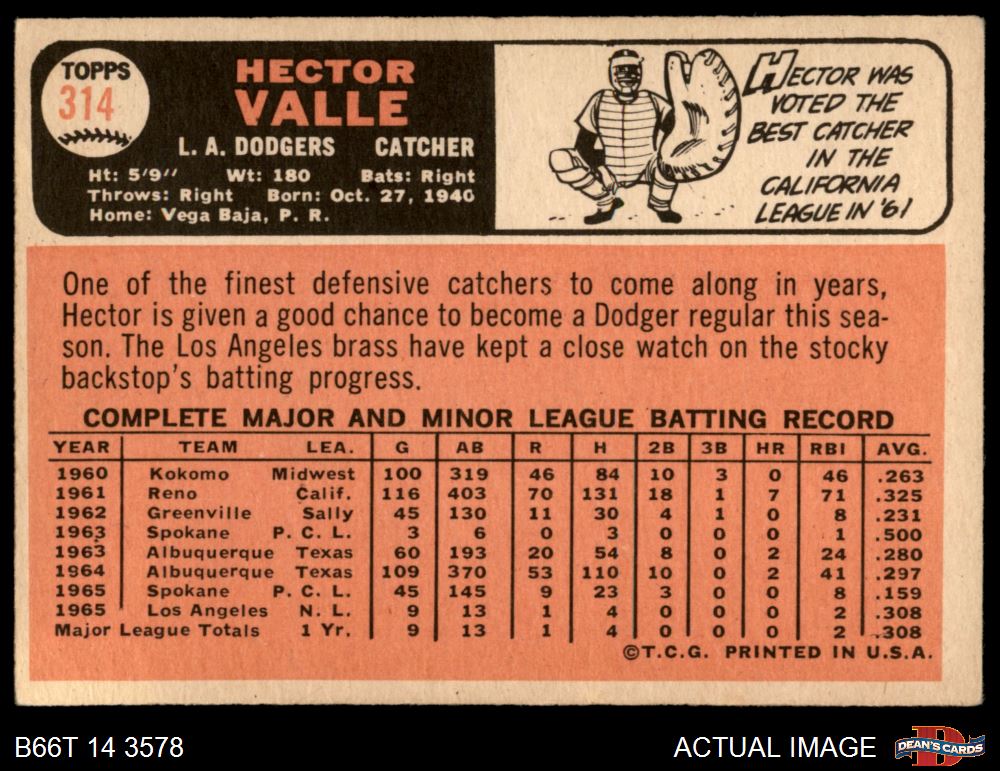 TOPPS
314
HECTOR
VALLE
L. A. DODGERS CATCHER
Ht: 5'9" Wt: 180 Bats: Right
Throws: Right Born: Oct. 27, 1940
Home: Vega Baja, P. R.
HECTOR WAS
VOTED THE
BEST CATCHER
IN THE
CALIFORNIA
LEAGUE IN '61
One of the finest defensive catchers to come along in years,
Hector is given a good chance to become a Dodger regular this sea-
son. The Los Angeles brass have kept a close watch on the stocky
backstop's batting progress.
COMPLETE MAJOR AND MINOR LEAGUE BATTING RECORD
YEAR TEAM LEA. G AB R H 2B 3B HR RBI AVG.
1960 Kokomo Midwest 100 319 46 84 10 3 0 46 .263
1961 Reno Calif. 116 403 70 131 18 1 7 71 .325
1962 Greenville Sally 45 130 11 30 4 1 0 8 .231
1963 Spokane P. C. L. 3 6 0 3 0 0 0 1 .500
1963 Albuquerque Texas 60 193 20 54 8 0 2 24 .280
1964 Albuquerque Texas 109 370 53 110 10 0 2 41 .297
1965 Spokane P. C. L. 45 145 9 23 3 0 0 8 .159
1965 Los Angeles N. L. 9 13 1 4 0 0 0 2 .308
Major League Totals 1 Yr. 9 13 1 4 0 0 0 2 .308
©T.C.G. PRINTED IN U.S.A.
B66T 14 3578
ACTUAL IMAGE
D
DEAN'S CARDS